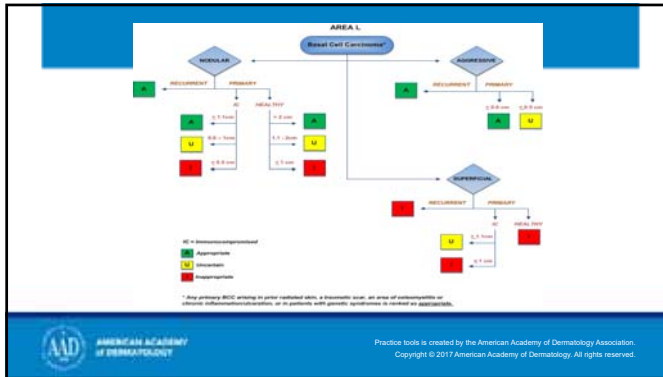 AREA L
Basal Cell Carcinoma*
NODULAR
AGGRESSIVE
RECURRENT PRIMARY
RECURRENT PRIMARY
A
A
IC HEALTHY
A
U
A
U
I
A
U
I
SUPERFICIAL
RECURRENT PRIMARY
I
IC HEALTHY
U
I
I
IC = Immunocompromised
A Appropriate
U Uncertain
I Inappropriate
* Any primary BCC arising in prior radiated skin, a traumatic scar, an area of osteomyelitis or
chronic inflammation/ulceration, or in patients with genetic syndromes is ranked as appropriate.
AAD
AMERICAN ACADEMY
of DERMATOLOGY
Practice tools is created by the American Academy of Dermatology Association.
Copyright © 2017 American Academy of Dermatology. All rights reserved.